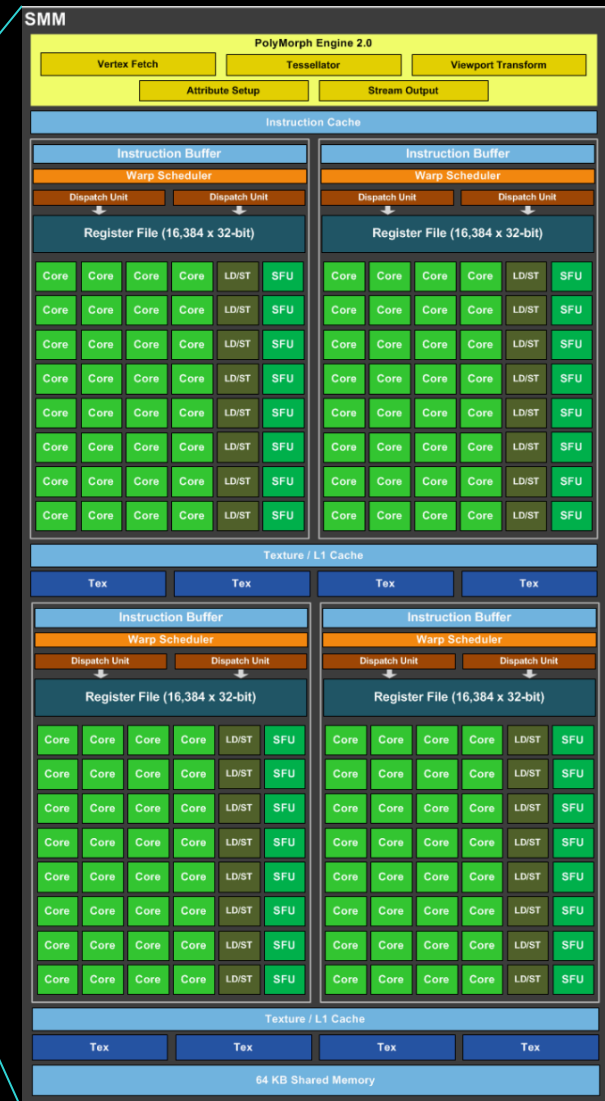 SMM
PolyMorph Engine 2.0
Vertex Fetch Tessellator Viewport Transform
Attribute Setup Stream Output
Instruction Cache
Instruction Buffer Instruction Buffer
Warp Scheduler Warp Scheduler
Dispatch Unit Dispatch Unit Dispatch Unit Dispatch Unit
Register File (16,384 x 32-bit) Register File (16,384 x 32-bit)
Core Core Core Core LD/ST SFU Core Core Core Core LD/ST SFU
Core Core Core Core LD/ST SFU Core Core Core Core LD/ST SFU
Core Core Core Core LD/ST SFU Core Core Core Core LD/ST SFU
Core Core Core Core LD/ST SFU Core Core Core Core LD/ST SFU
Core Core Core Core LD/ST SFU Core Core Core Core LD/ST SFU
Core Core Core Core LD/ST SFU Core Core Core Core LD/ST SFU
Core Core Core Core LD/ST SFU Core Core Core Core LD/ST SFU
Core Core Core Core LD/ST SFU Core Core Core Core LD/ST SFU
Texture / L1 Cache
Tex Tex Tex Tex
Instruction Buffer Instruction Buffer
Warp Scheduler Warp Scheduler
Dispatch Unit Dispatch Unit Dispatch Unit Dispatch Unit
Register File (16,384 x 32-bit) Register File (16,384 x 32-bit)
Core Core Core Core LD/ST SFU Core Core Core Core LD/ST SFU
Core Core Core Core LD/ST SFU Core Core Core Core LD/ST SFU
Core Core Core Core LD/ST SFU Core Core Core Core LD/ST SFU
Core Core Core Core LD/ST SFU Core Core Core Core LD/ST SFU
Core Core Core Core LD/ST SFU Core Core Core Core LD/ST SFU
Core Core Core Core LD/ST SFU Core Core Core Core LD/ST SFU
Core Core Core Core LD/ST SFU Core Core Core Core LD/ST SFU
Core Core Core Core LD/ST SFU Core Core Core Core LD/ST SFU
Texture / L1 Cache
Tex Tex Tex Tex
64 KB Shared Memory